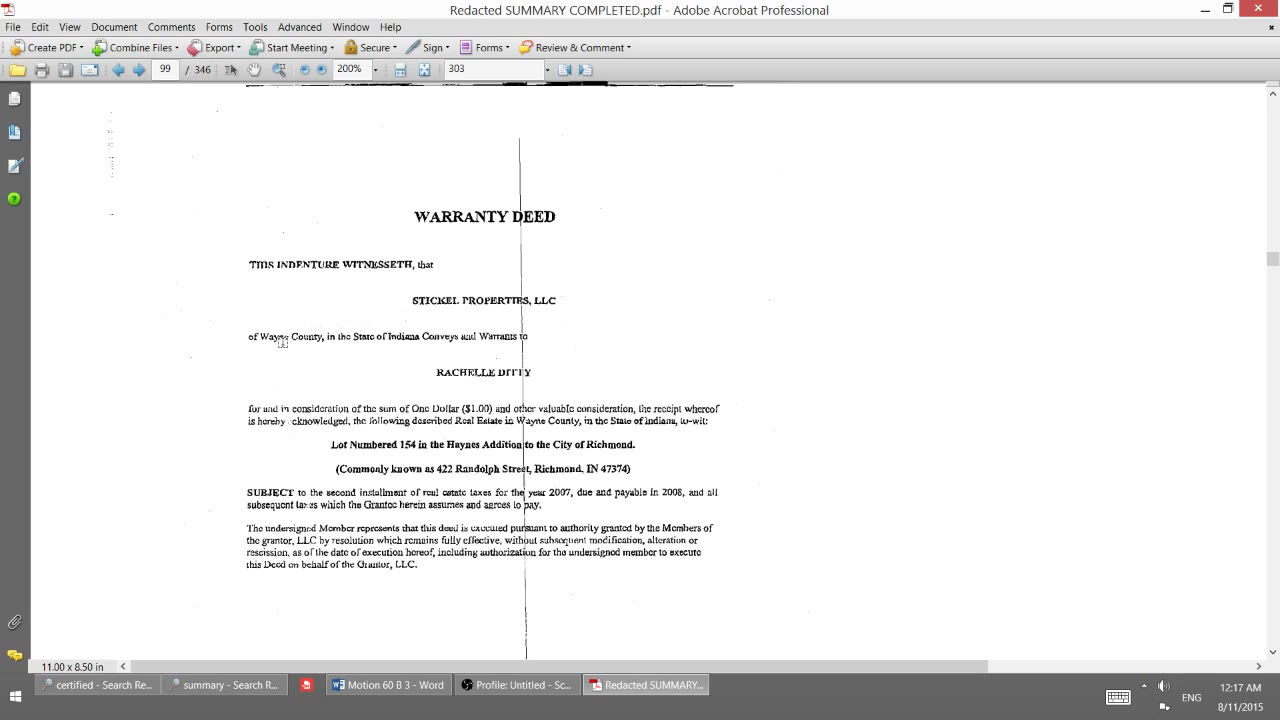 Redacted SUMMARY COMPLETED.pdf - Adobe Acrobat Professional
File Edit View Document Comments Forms Tools Advanced Window Help
Create PDF Combine Files Export Start Meeting Secure Sign Forms Review & Comment
99 / 346 200% 303
WARRANTY DEED
THIS INDENTURE WITNESSETH, that
STICKEL PROPERTIES, LLC
of Wayne County, in the State of Indiana Conveys and Warrants to
RACHELLE DITTY
for and in consideration of the sum of One Dollar ($1.00) and other valuable consideration, the receipt whereof
is hereby acknowledged, the following described Real Estate in Wayne County, in the State of Indiana, to-wit:
Lot Numbered 154 in the Haynes Addition to the City of Richmond.
(Commonly known as 422 Randolph Street, Richmond, IN 47374)
SUBJECT to the second installment of real estate taxes for the year 2007, due and payable in 2008, and all
subsequent taxes which the Grantee herein assumes and agrees to pay.
The undersigned Member represents that this deed is executed pursuant to authority granted by the Members of
the grantor, LLC by resolution which remains fully effective, without subsequent modification, alteration or
rescission, as of the date of execution hereof, including authorization for the undersigned member to execute
this Deed on behalf of the Grantor, LLC.
11.00 x 8.50 in
certified - Search Re... summary - Search R... Motion 60 B 3 - Word Profile: Untitled - Sc... Redacted SUMMARY...
ENG
12:17 AM
8/11/2015